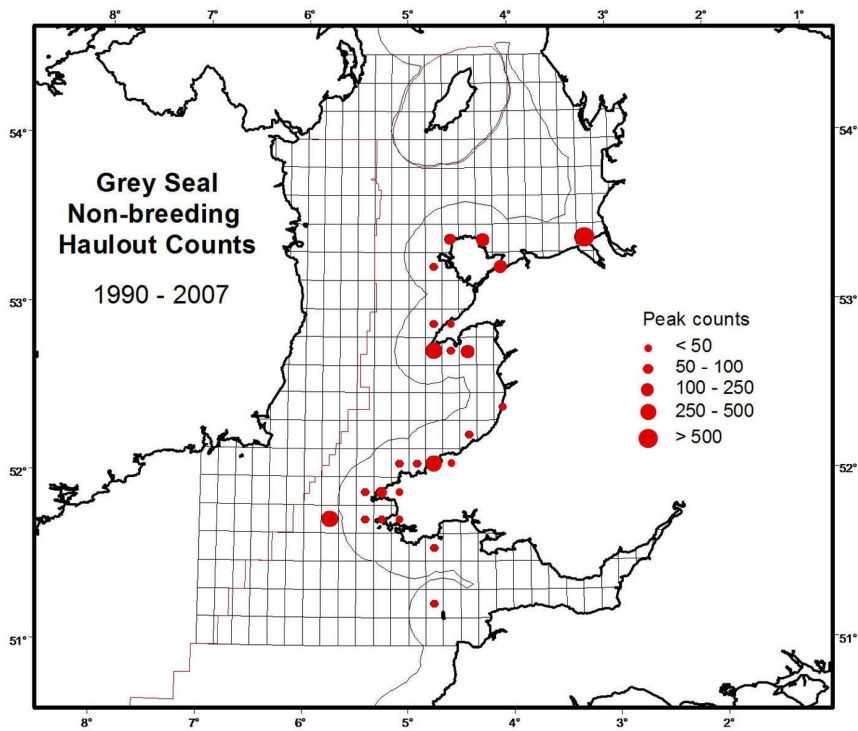 8° 7° 6° 5° 4° 3° 2° 1°
54° 54°
Grey Seal
Non-breeding
Haulout Counts
1990 - 2007
53° 53°
Peak counts
< 50
50 - 100
100 - 250
250 - 500
> 500
52° 52°
51° 51°
8° 7° 6° 5° 4° 3° 2°